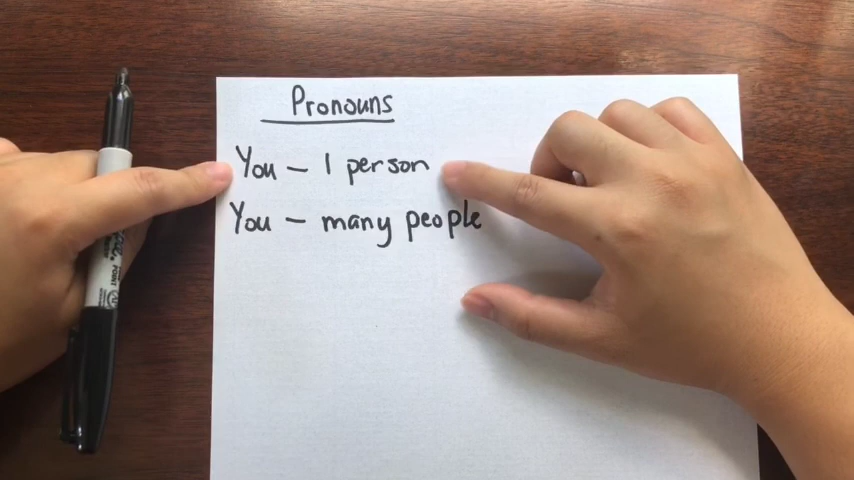 Pronouns
You – 1 person
You – many people